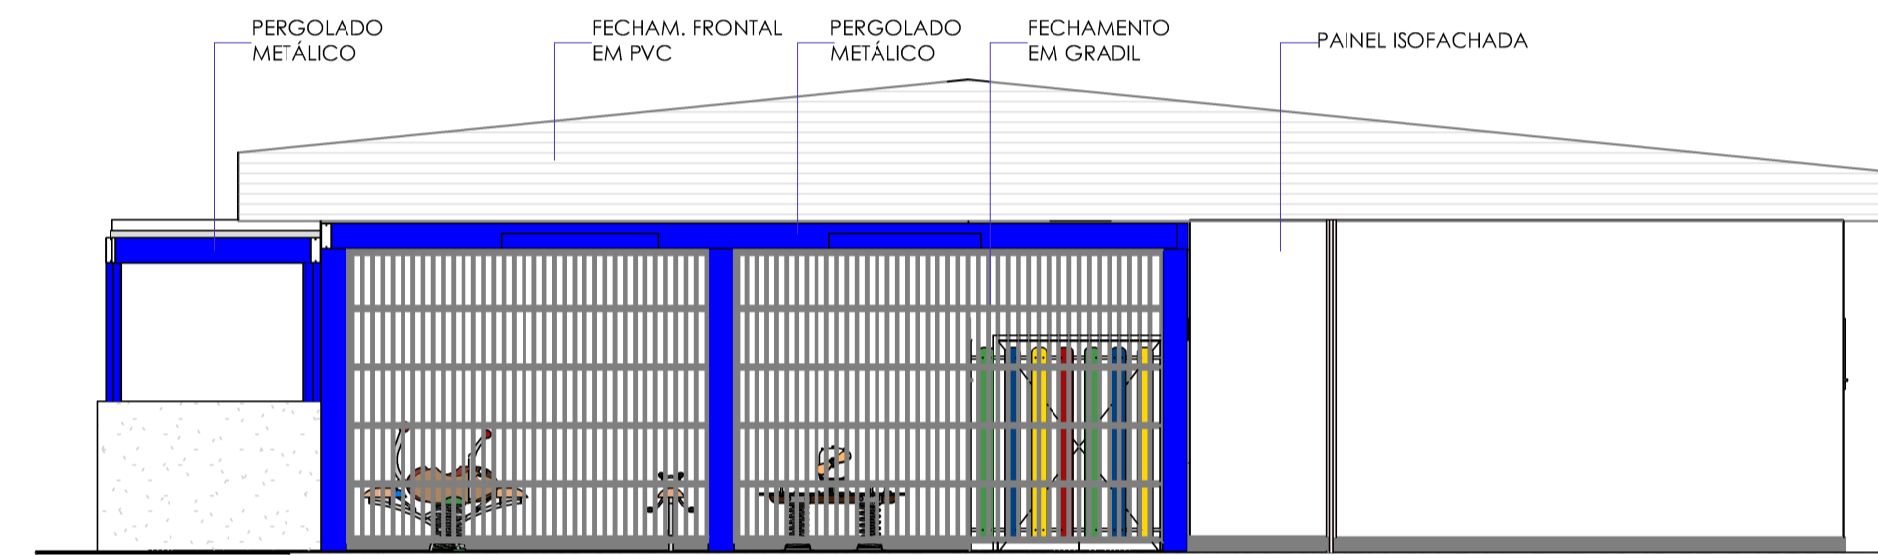 PERGOLADO
METÁLICO
FECHAM. FRONTAL
EM PVC
PERGOLADO
METÁLICO
FECHAMENTO
EM GRADIL
PAINEL ISOFACHADA